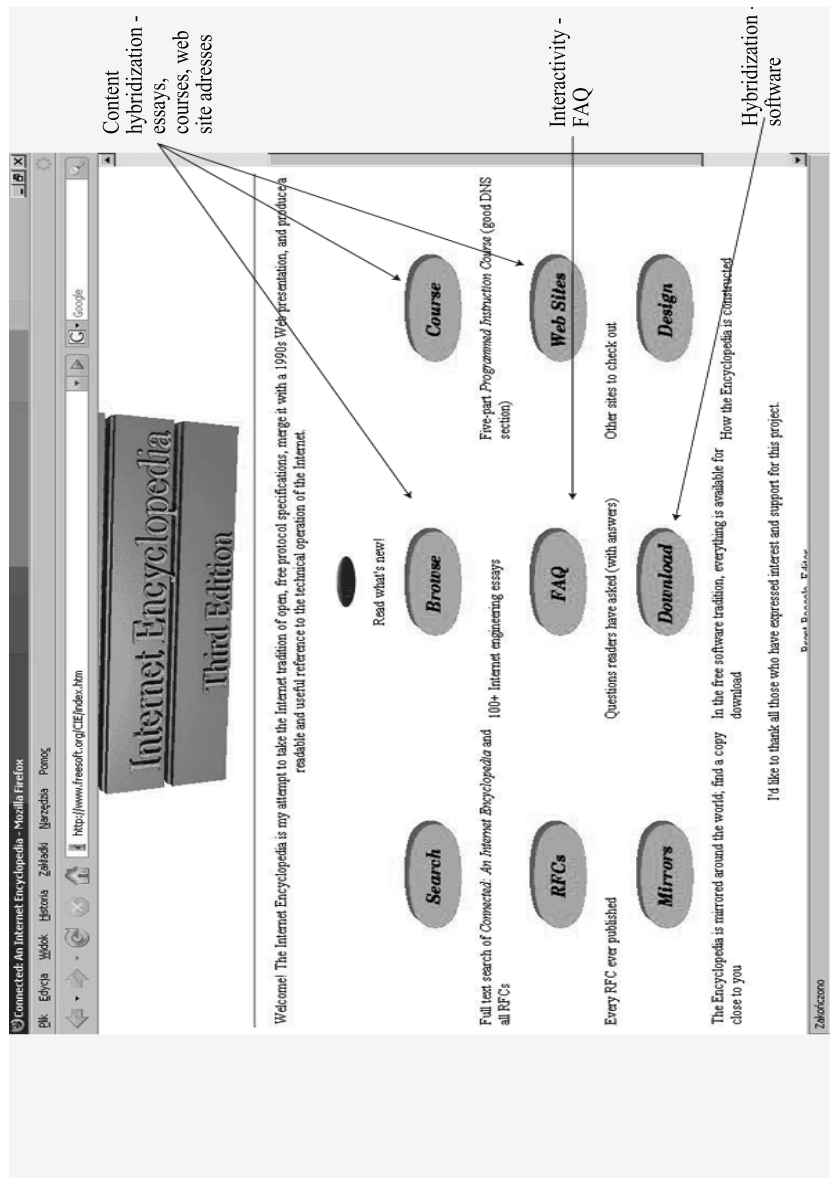 Content
hybridization -
essays,
courses, web
site adresses
Interactivity -
FAQ
Hybridization -
software
Connected: An Internet Encyclopedia - Mozilla Firefox
Plik Edycja Widok Historia Zakładki Narzędzia Pomoc
http://www.freesoft.org/CIE/index.htm
G Google
Internet Encyclopedia
Third Edition
Welcome! The Internet Encyclopedia is my attempt to take the Internet tradition of open, free protocol specifications, merge it with a 1990s Web presentation, and produce a
readable and useful reference to the technical operation of the Internet.
Read what's new!
Search
Browse
Course
Full text search of Connected: An Internet Encyclopedia and
all RFCs
100+ Internet engineering essays
Five-part Programmed Instruction Course (good DNS
section)
RFCs
FAQ
Web Sites
Every RFC ever published
Questions readers have asked (with answers)
Other sites to check out
Mirrors
Download
Design
The Encyclopedia is mirrored around the world; find a copy
close to you
In the free software tradition, everything is available for
download
How the Encyclopedia is constructed
I'd like to thank all those who have expressed interest and support for this project.
Editor
Zakończono